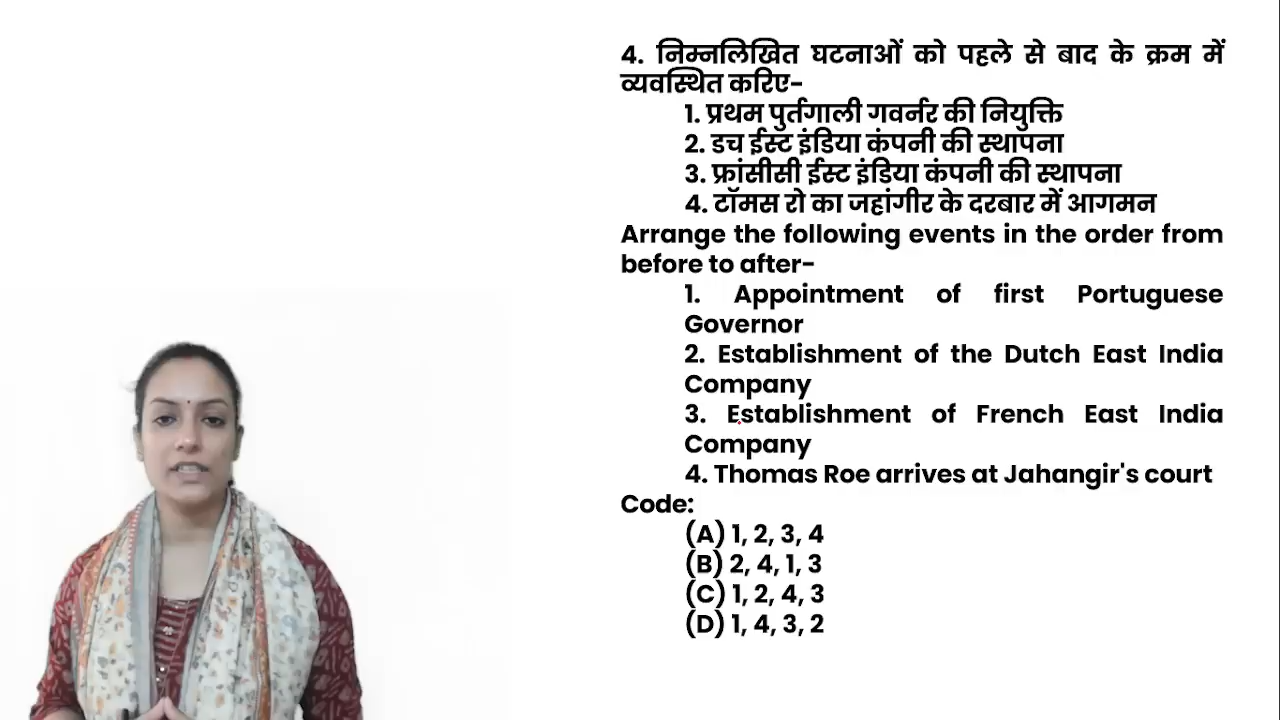 4. निम्नलिखित घटनाओं को पहले से बाद के क्रम में
व्यवस्थित करिए-
1. प्रथम पुर्तगाली गवर्नर की नियुक्ति
2. डच ईस्ट इंडिया कंपनी की स्थापना
3. फ्रांसीसी ईस्ट इंडिया कंपनी की स्थापना
4. टॉमस रो का जहांगीर के दरबार में आगमन
Arrange the following events in the order from
before to after-
1. Appointment of first Portuguese
Governor
2. Establishment of the Dutch East India
Company
3. Establishment of French East India
Company
4. Thomas Roe arrives at Jahangir's court
Code:
(A) 1, 2, 3, 4
(B) 2, 4, 1, 3
(C) 1, 2, 4, 3
(D) 1, 4, 3, 2